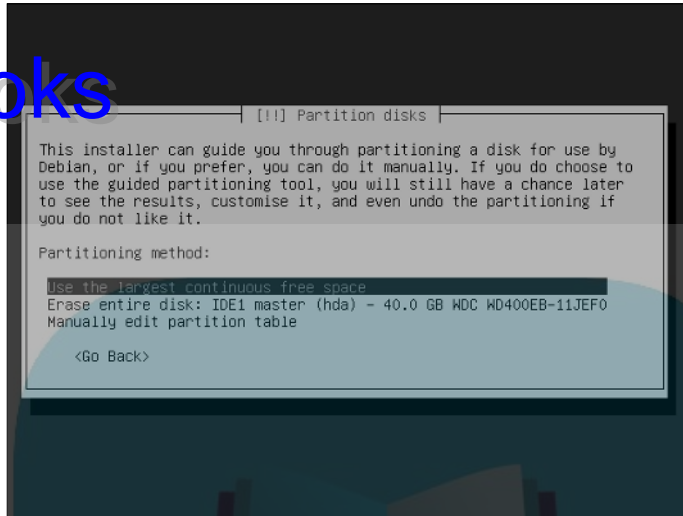 oks
[!!] Partition disks
This installer can guide you through partitioning a disk for use by
Debian, or if you prefer, you can do it manually. If you do choose to
use the guided partitioning tool, you will still have a chance later
to see the results, customise it, and even undo the partitioning if
you do not like it.
Partitioning method:
Use the largest continuous free space
Erase entire disk: IDE1 master (hda) - 40.0 GB WDC WD400EB-11JEF0
Manually edit partition table
<Go Back>